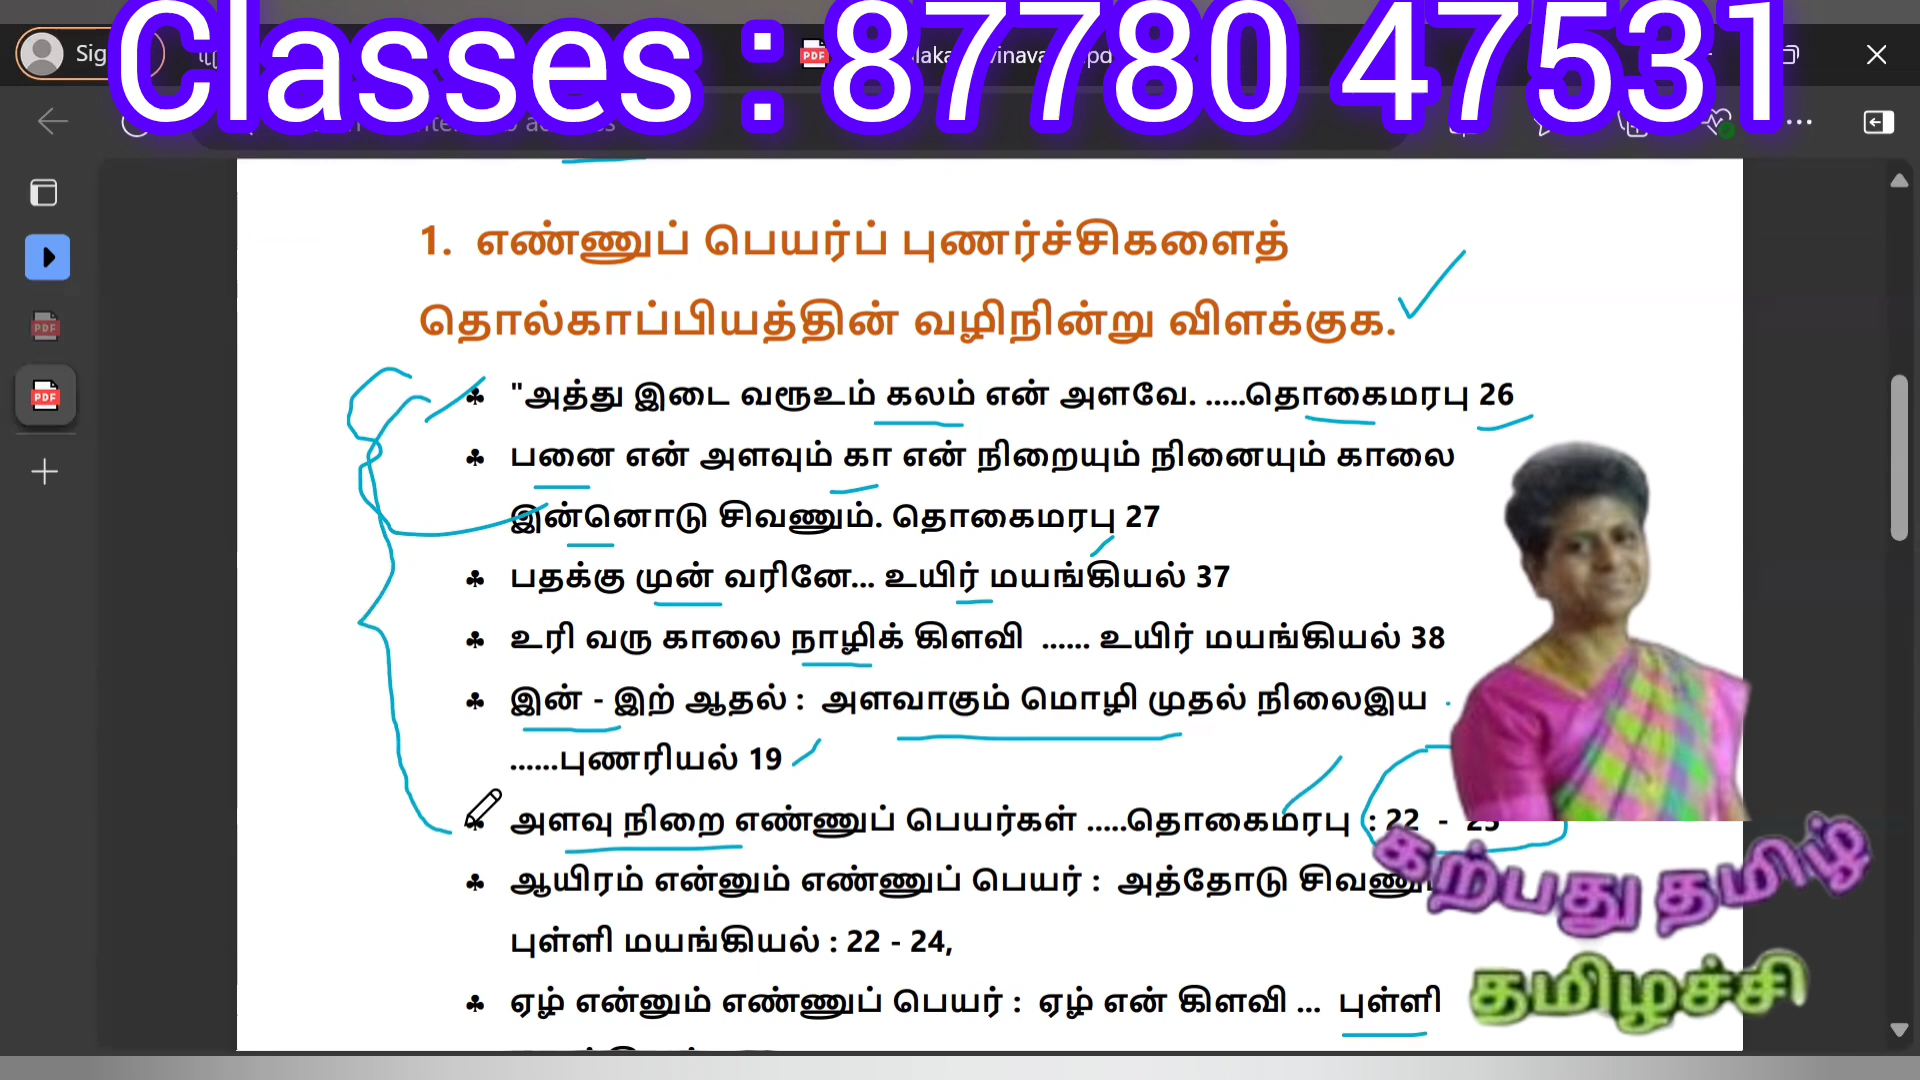 Classes : 87780 47531
Sig
PDF
1. எண்ணுப் பெயர்ப் புணர்ச்சிகளைத்
தொல்காப்பியத்தின் வழிநின்று விளக்குக.
♣ "அத்து இடை வரூஉம் கலம் என் அளவே. .....தொகைமரபு 26
♣ பனை என் அளவும் கா என் நிறையும் நினையும் காலை
இன்னொடு சிவணும். தொகைமரபு 27
♣ பதக்கு முன் வரினே... உயிர் மயங்கியல் 37
♣ உரி வரு காலை நாழிக் கிளவி ...... உயிர் மயங்கியல் 38
♣ இன் - இற் ஆதல் : அளவாகும் மொழி முதல் நிலைஇய
......புணரியல் 19
♣ அளவு நிறை எண்ணுப் பெயர்கள் .....தொகைமரபு : 22 -
♣ ஆயிரம் என்னும் எண்ணுப் பெயர் : அத்தோடு
புள்ளி மயங்கியல் : 22 - 24,
♣ ஏழ் என்னும் எண்ணுப் பெயர் : ஏழ் என் கிளவி ... புள்ளி
கற்பது தமிழ்
தமிழச்சி